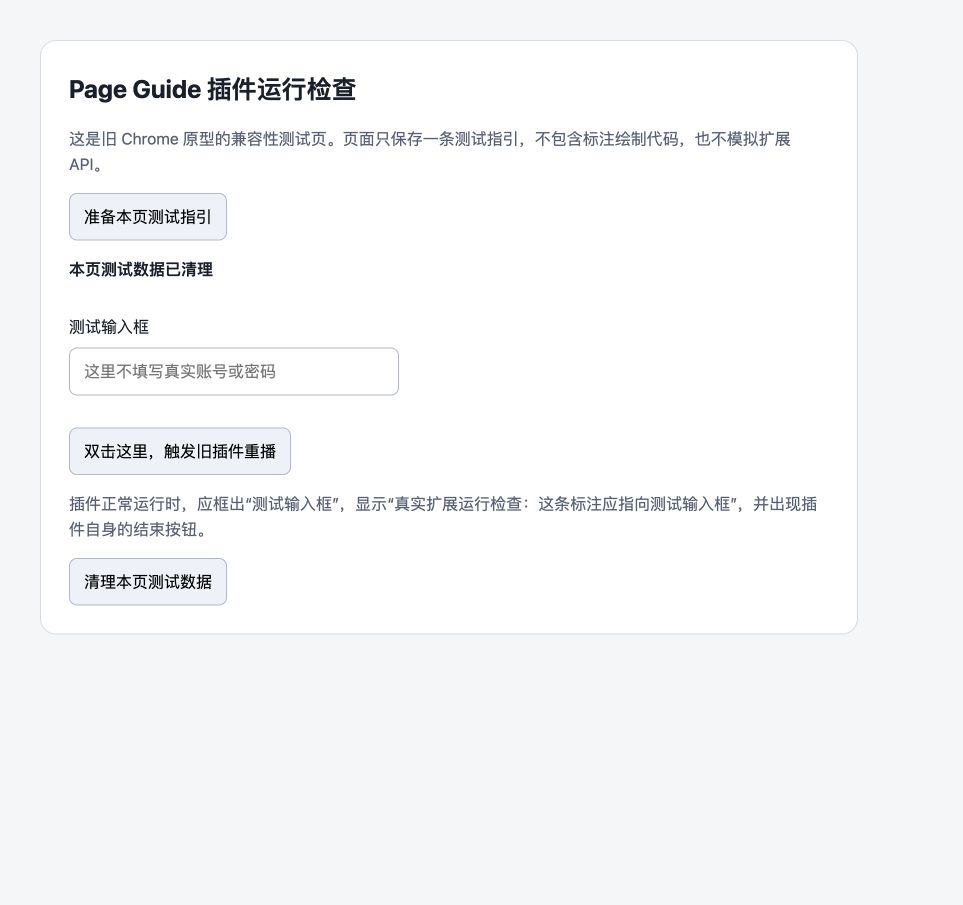 Page Guide 插件运行检查
这是旧 Chrome 原型的兼容性测试页。页面只保存一条测试指引，不包含标注绘制代码，也不模拟扩展
API。
准备本页测试指引
本页测试数据已清理
测试输入框
这里不填写真实账号或密码
双击这里，触发旧插件重播
插件正常运行时，应框出“测试输入框”，显示“真实扩展运行检查：这条标注应指向测试输入框”，并出现插
件自身的结束按钮。
清理本页测试数据